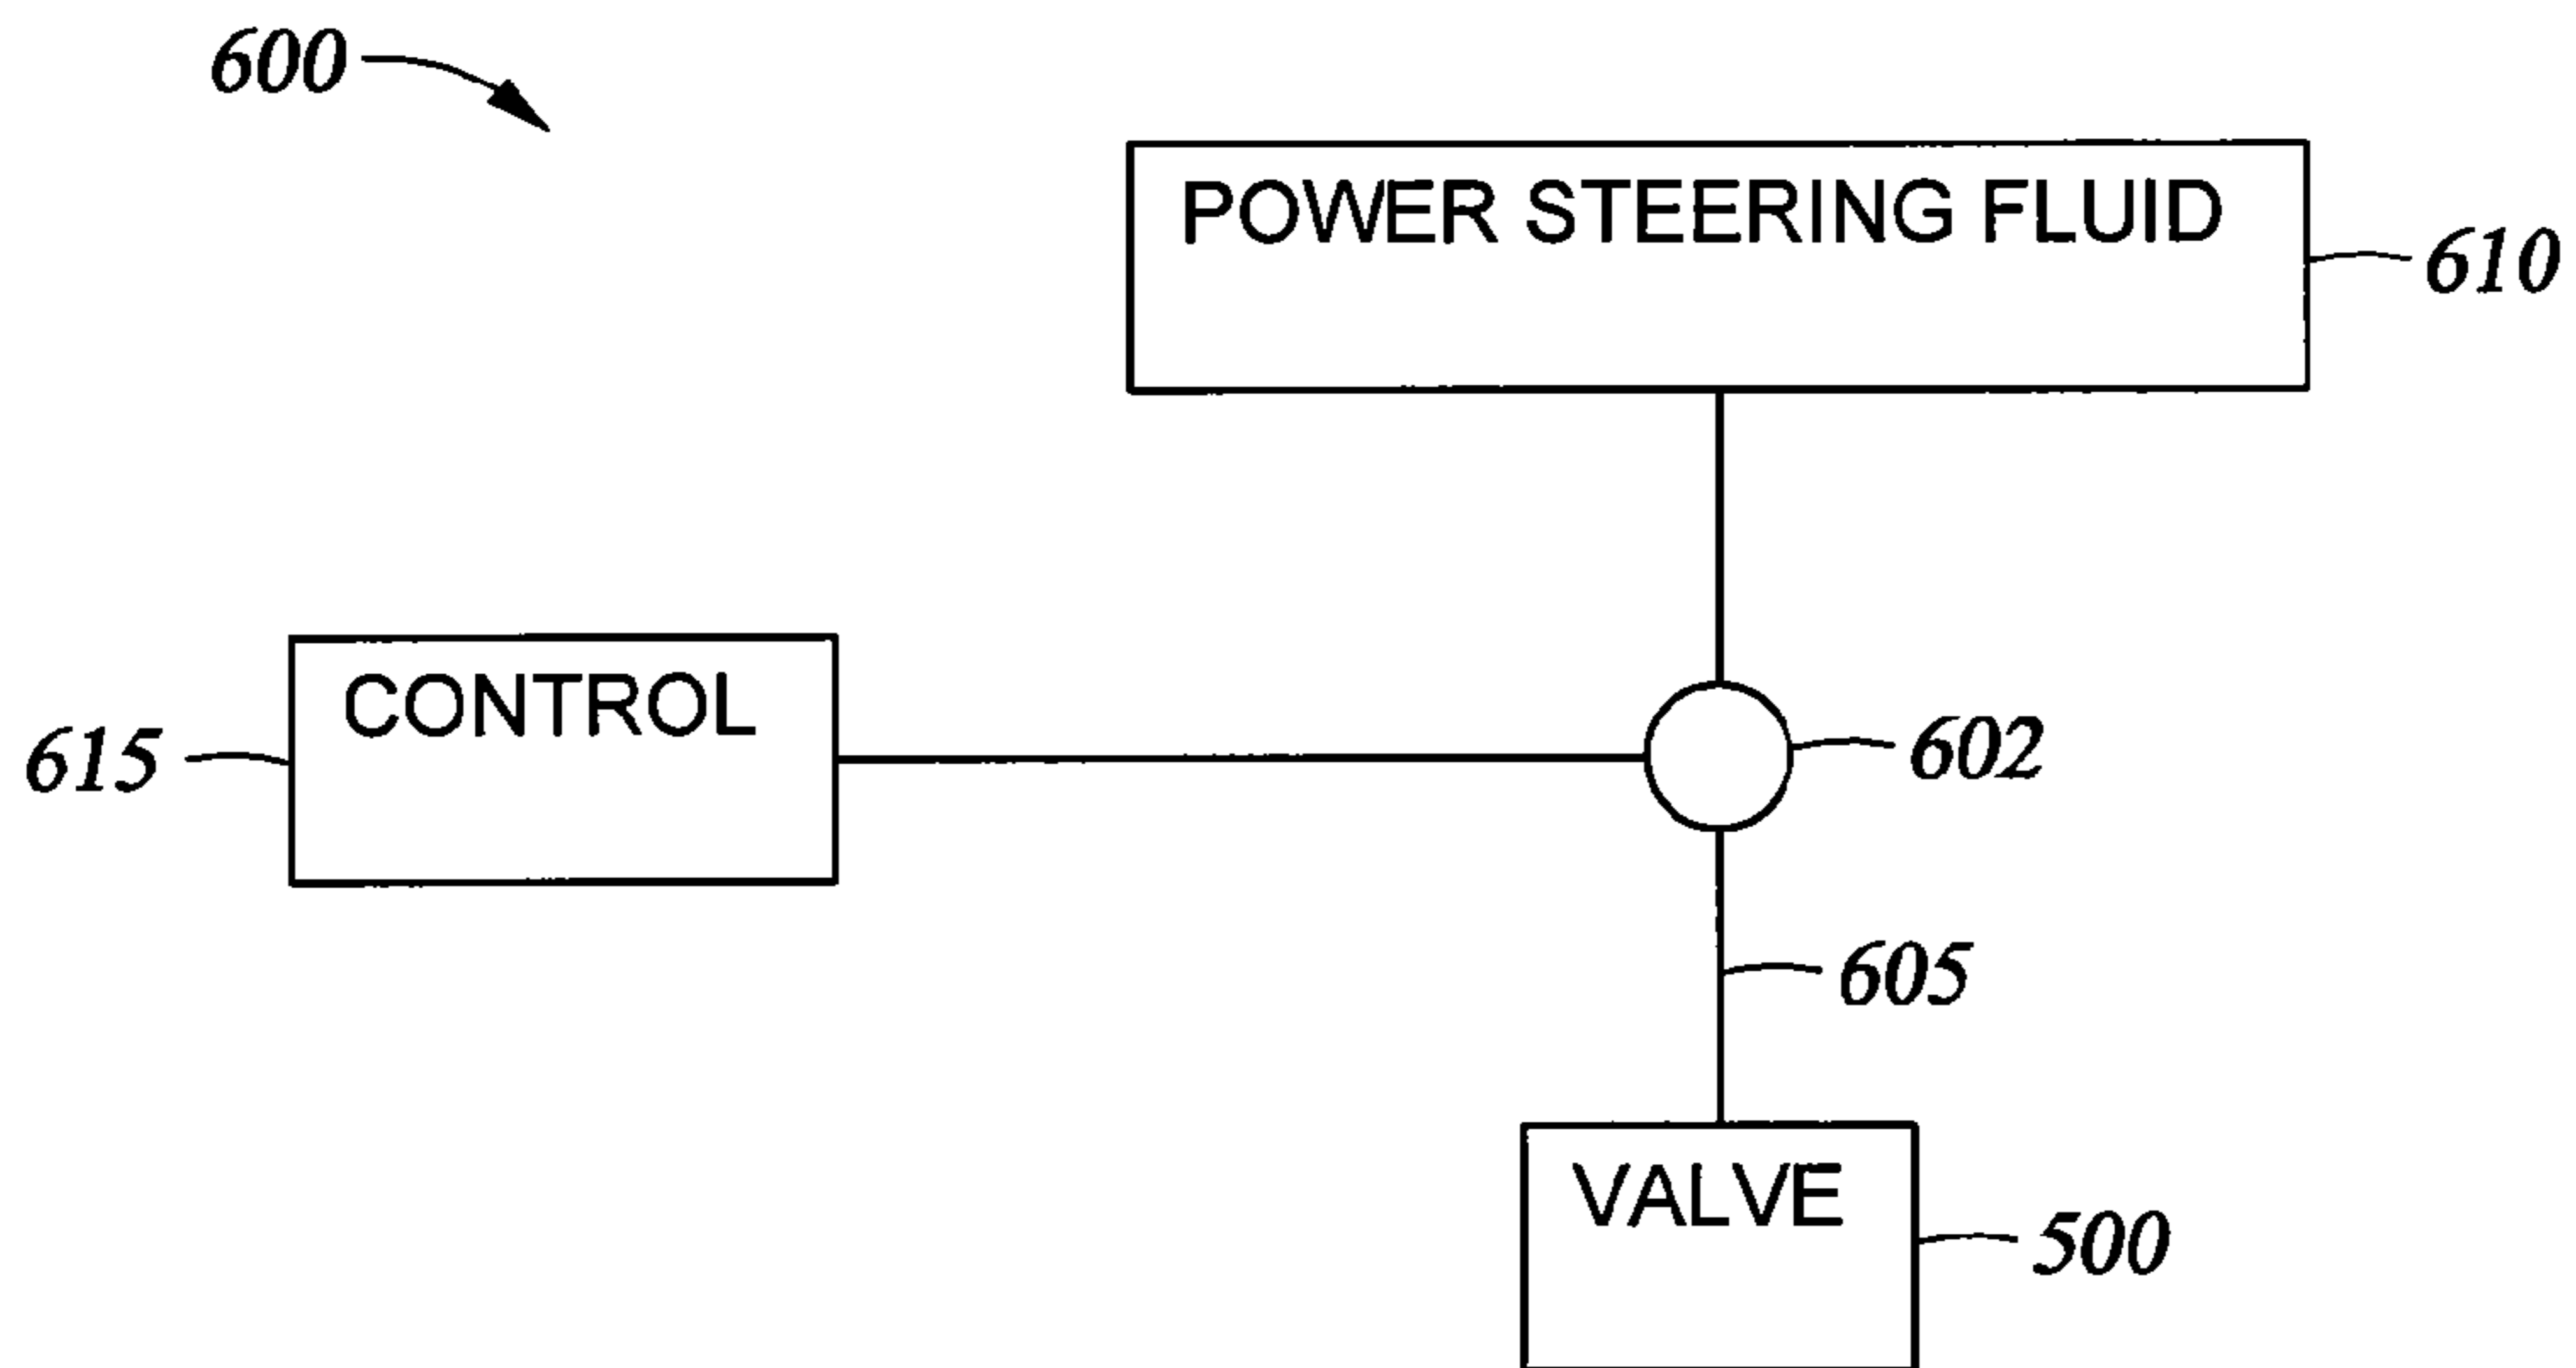 600
POWER STEERING FLUID
610
CONTROL
615
602
605
VALVE
500